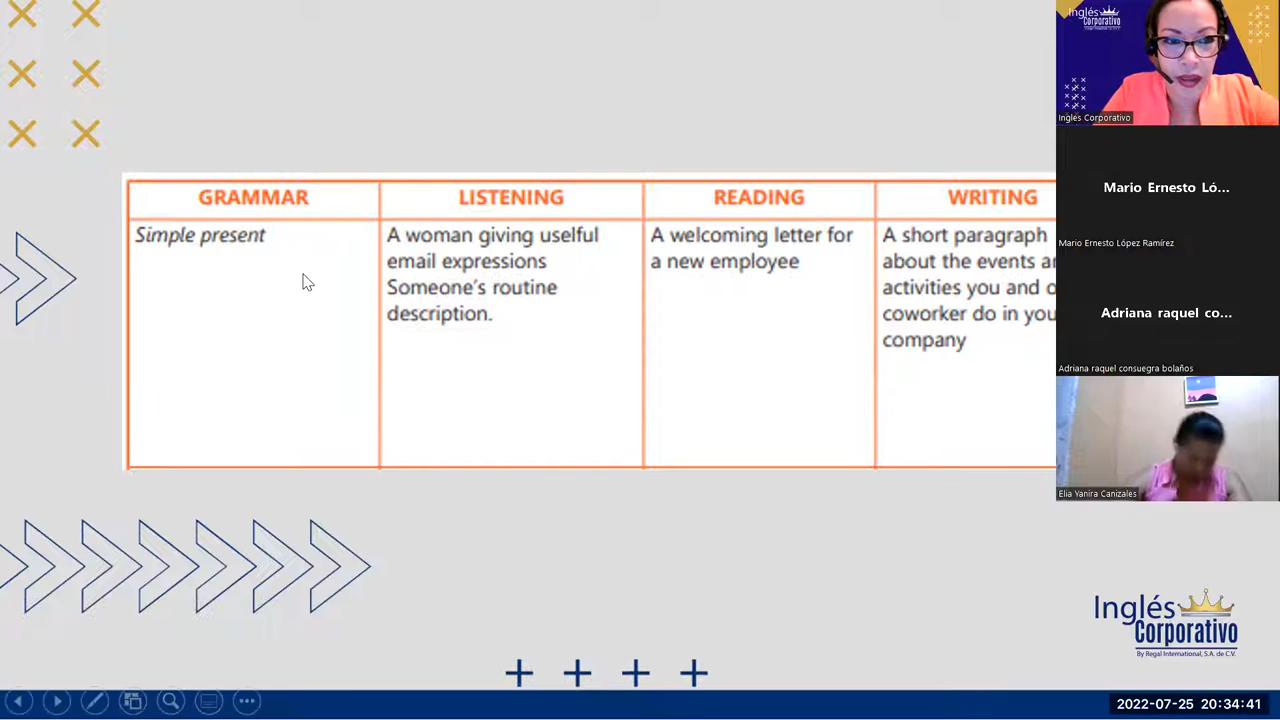 GRAMMAR
LISTENING
READING
WRITING
Simple present
A woman giving uselful
email expressions
Someone's routine
description.
A welcoming letter for
a new employee
A short paragraph
about the events
activities you and
coworker do in
company
Inglés
Corporativo
Inglés Corporativo
Mario Ernesto Ló...
Mario Ernesto López Ramírez
Adriana raquel co...
Adriana raquel consuegra bolaños
Elia Yanira Canizales
Inglés
Corporativo
By Regal International, S.A. de C.V.
2022-07-25 20:34:41